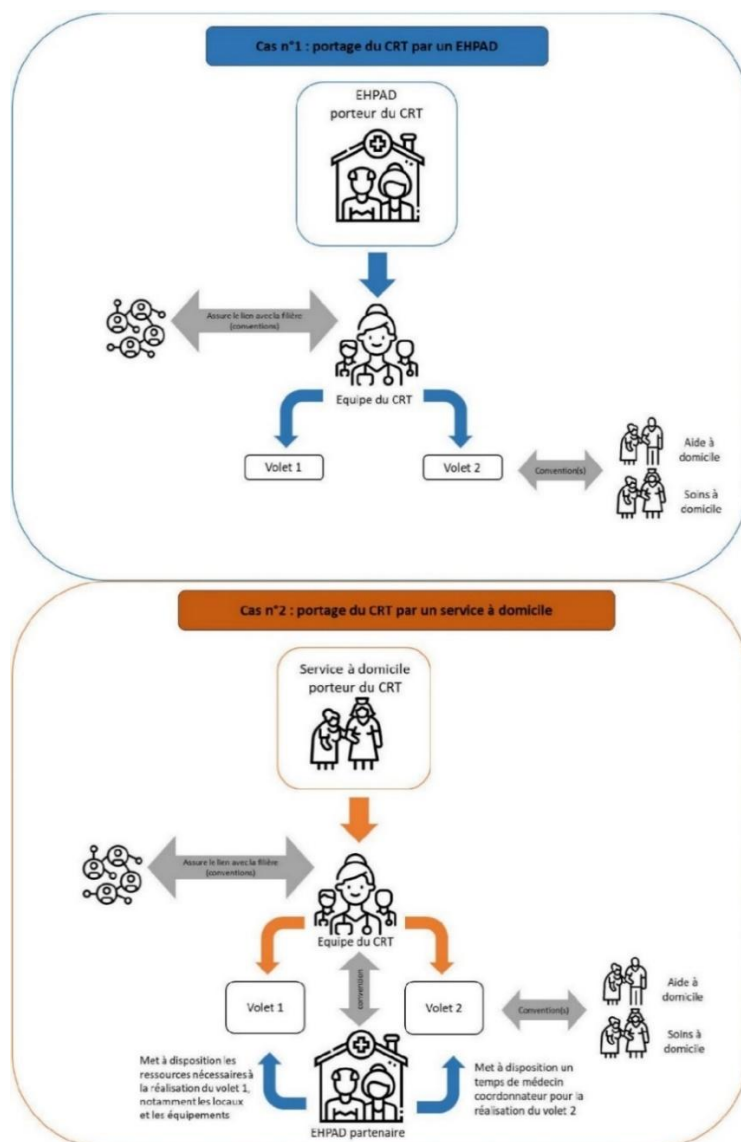 Cas n°1 : portage du CRT par un EHPAD
EHPAD
porteur du CRT
Assure le lien avec la filière
(conventions)
Equipe du CRT
Volet 1
Volet 2
Convention(s)
Aide à
domicile
Soins à
domicile
Cas n°2 : portage du CRT par un service à domicile
Service à domicile
porteur du CRT
Assure le lien avec la filière
(conventions)
Equipe du CRT
Volet 1
convention
Volet 2
Convention(s)
Aide à
domicile
Soins à
domicile
Met à disposition les
ressources nécessaires à
la réalisation du volet 1,
notamment les locaux
et les équipements
Met à disposition un
temps de médecin
coordonnateur pour la
réalisation du volet 2
EHPAD partenaire